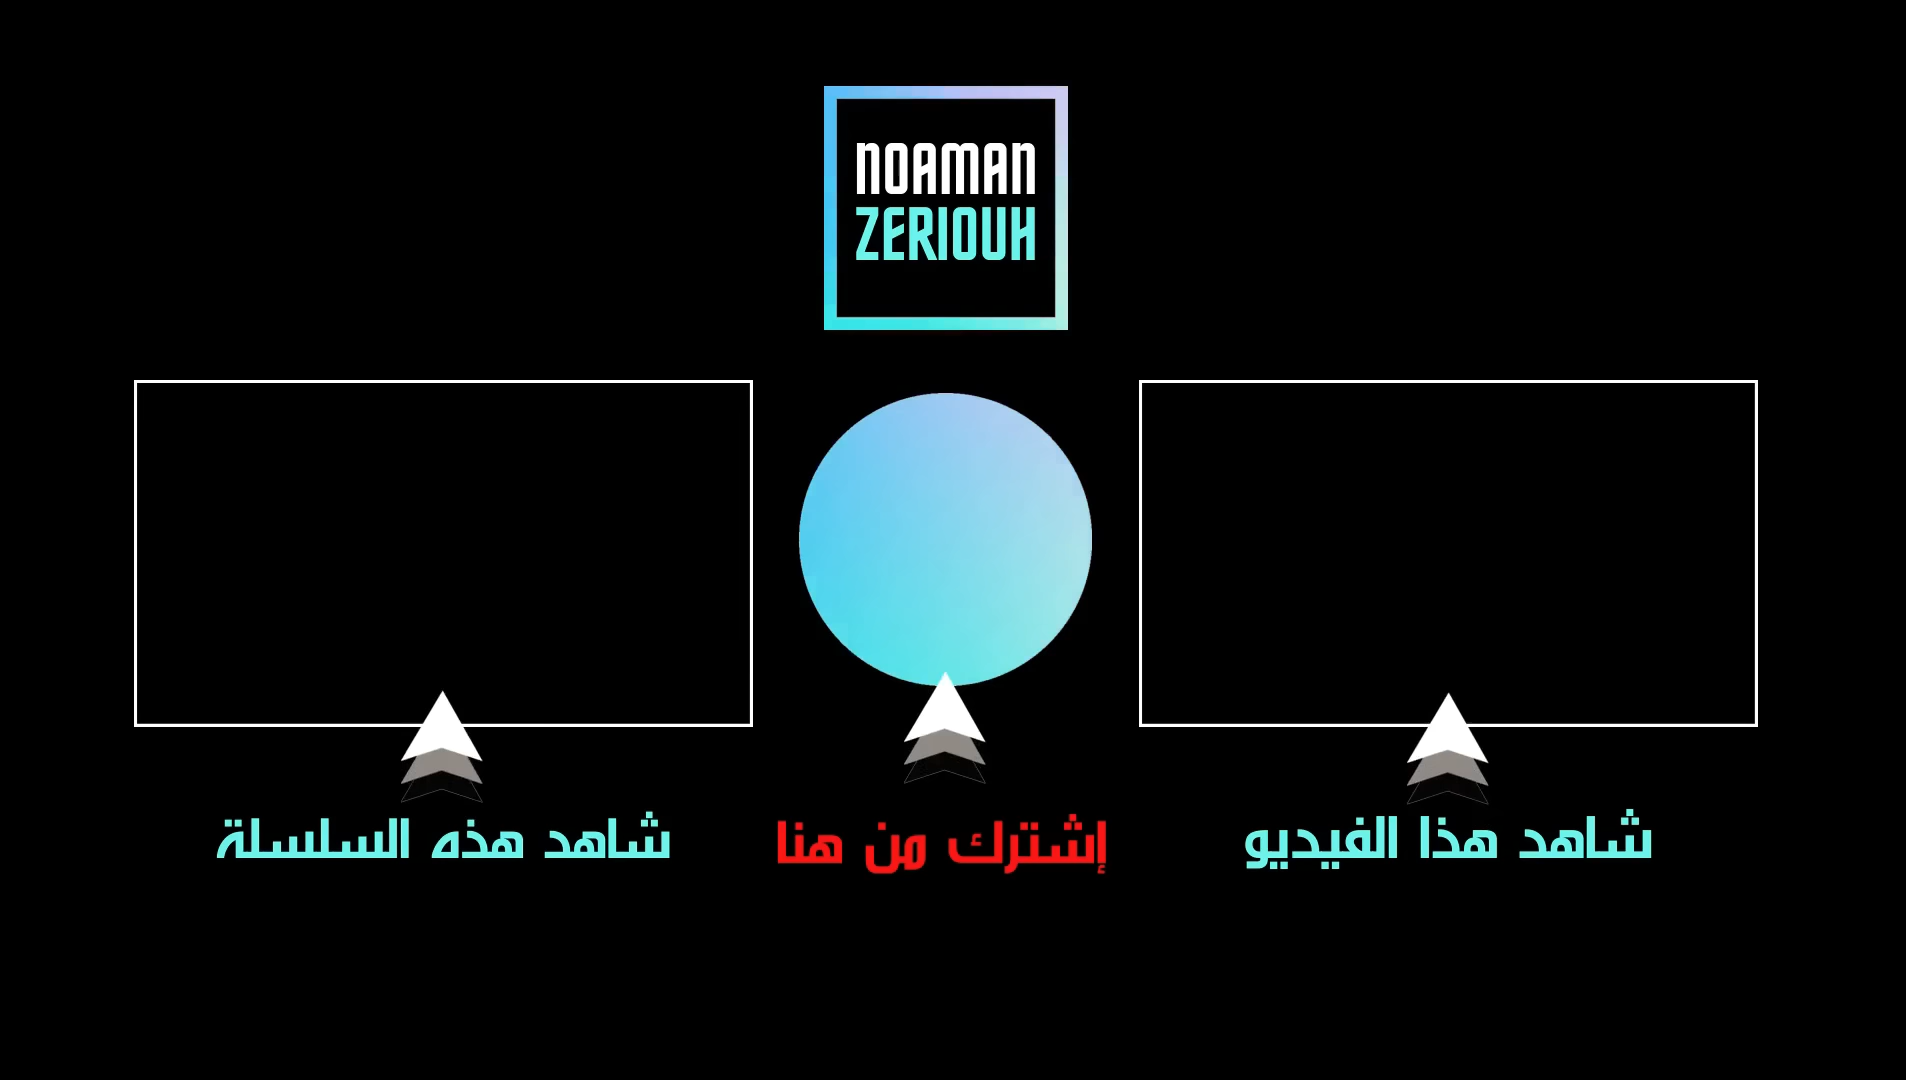 NOAMAN
ZERIOUH
شاهد هذا الفيديو
إشترك من هنا
شاهد هذه السلسلة